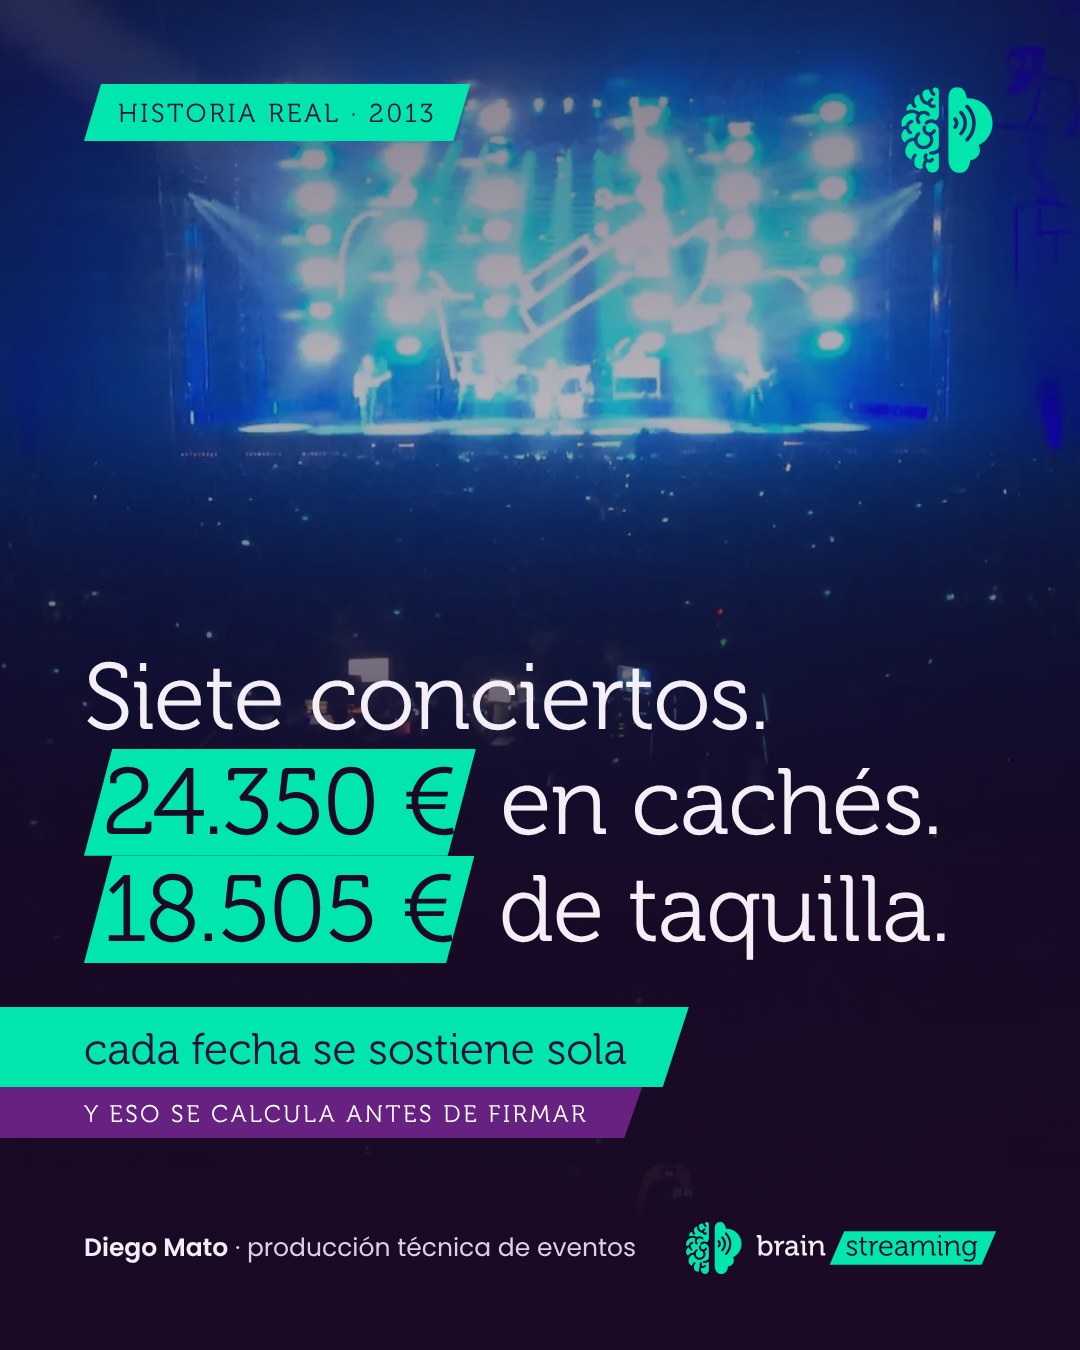 HISTORIA REAL · 2013
Siete conciertos.
24.350 € en cachés.
18.505 € de taquilla.
cada fecha se sostiene sola
Y ESO SE CALCULA ANTES DE FIRMAR
Diego Mato · producción técnica de eventos
brain streaming